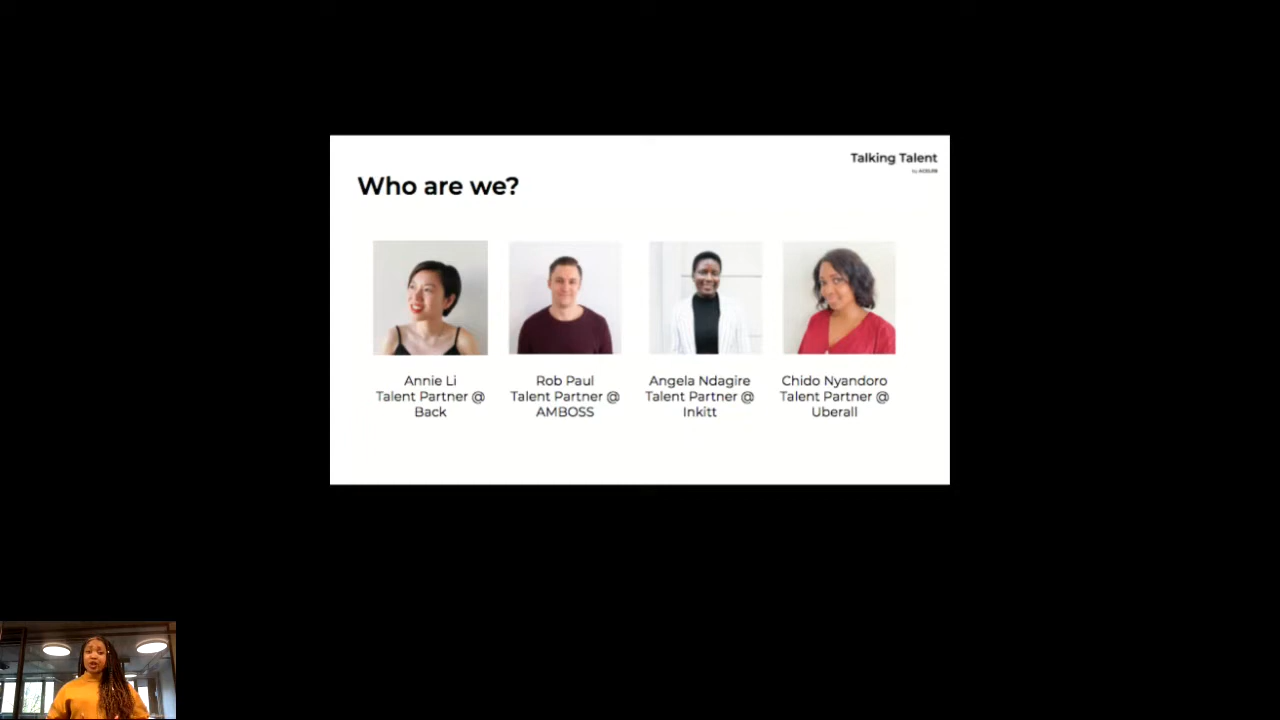 Talking Talent
Who are we?
Annie Li
Talent Partner @
Back
Rob Paul
Talent Partner @
AMBOSS
Angela Ndagire
Talent Partner @
Inkitt
Chido Nyandoro
Talent Partner @
Uberall